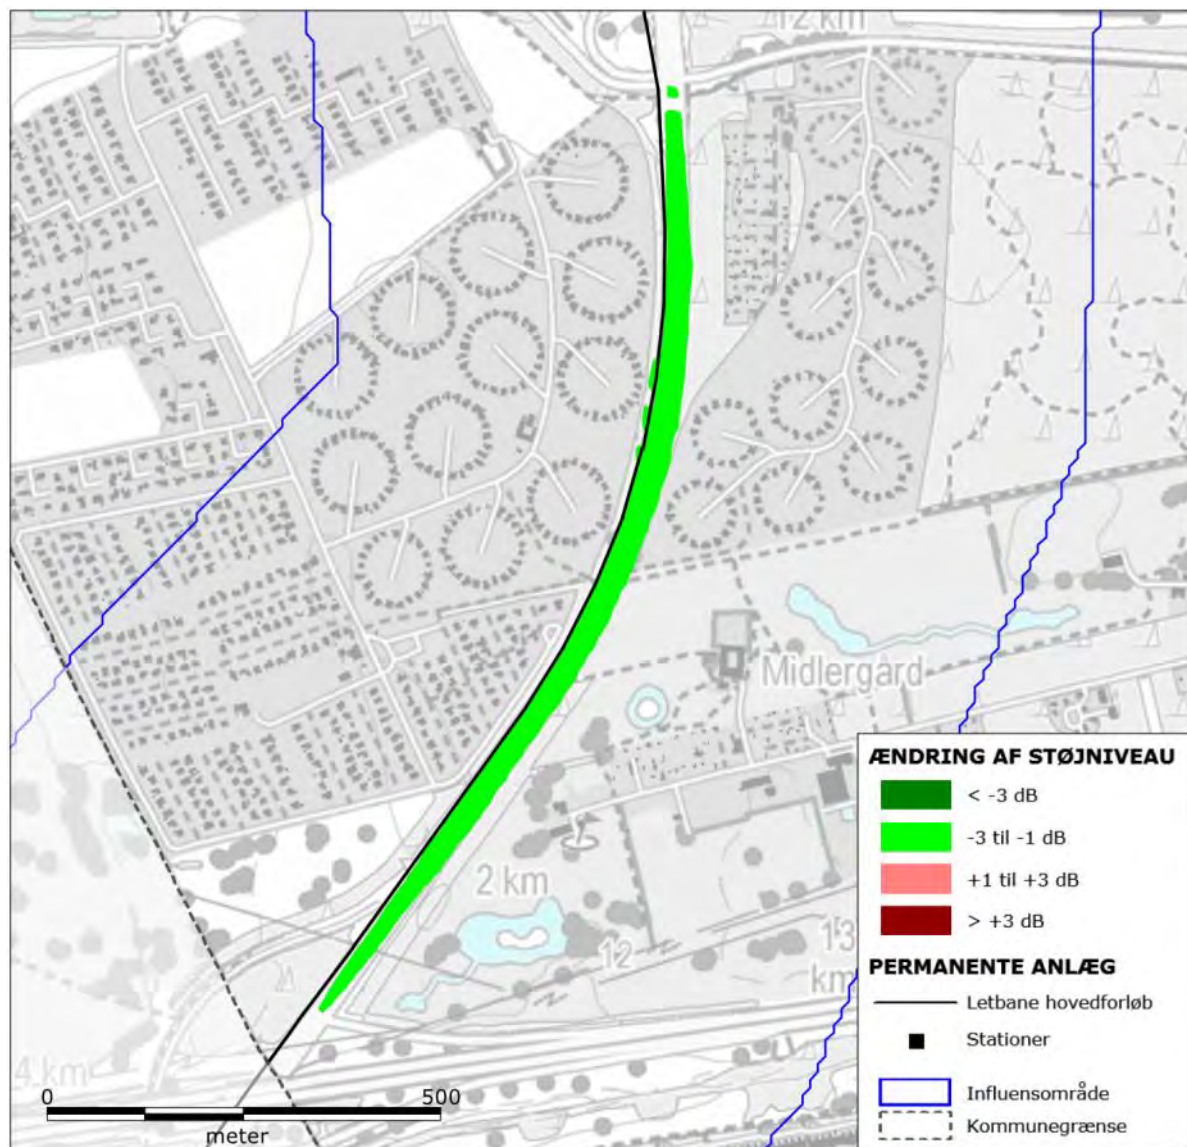 12 km
Midlergård
2 km
12
13
km
4 km
0
500
meter
ÆNDRING AF STØJNIVEAU
< -3 dB
-3 til -1 dB
+1 til +3 dB
> +3 dB
PERMANENTE ANLÆG
Letbane hovedforløb
Stationer
Influensområde
Kommunegrænse